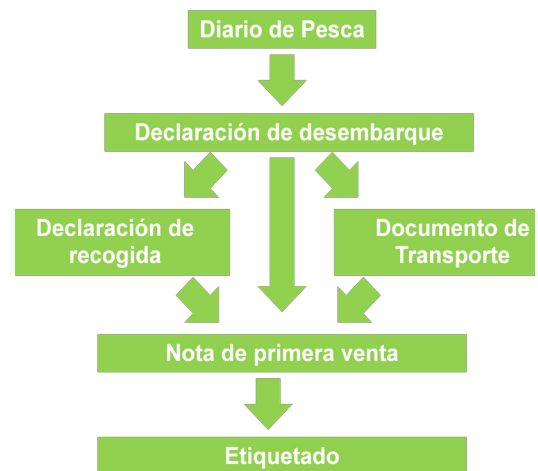 Diario de Pesca
Declaración de desembarque
Declaración de
recogida
Documento de
Transporte
Nota de primera venta
Etiquetado